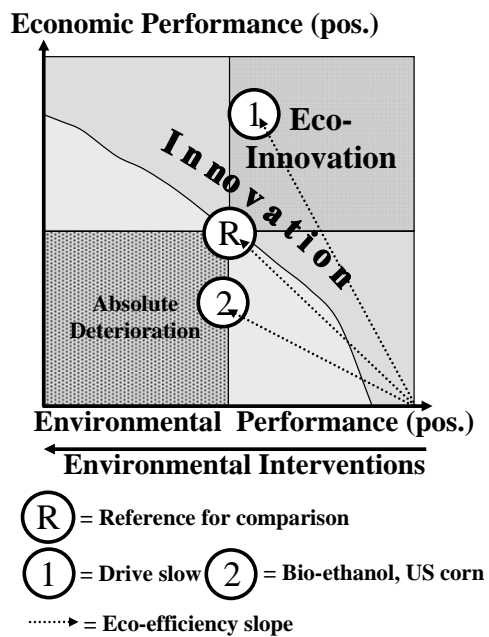 Economic Performance (pos.)
1
Eco-
Innovation
Innovation
R
2
Absolute
Deterioration
Environmental Performance (pos.)
Environmental Interventions
R = Reference for comparison
1 = Drive slow 2 = Bio-ethanol, US corn
= Eco-efficiency slope